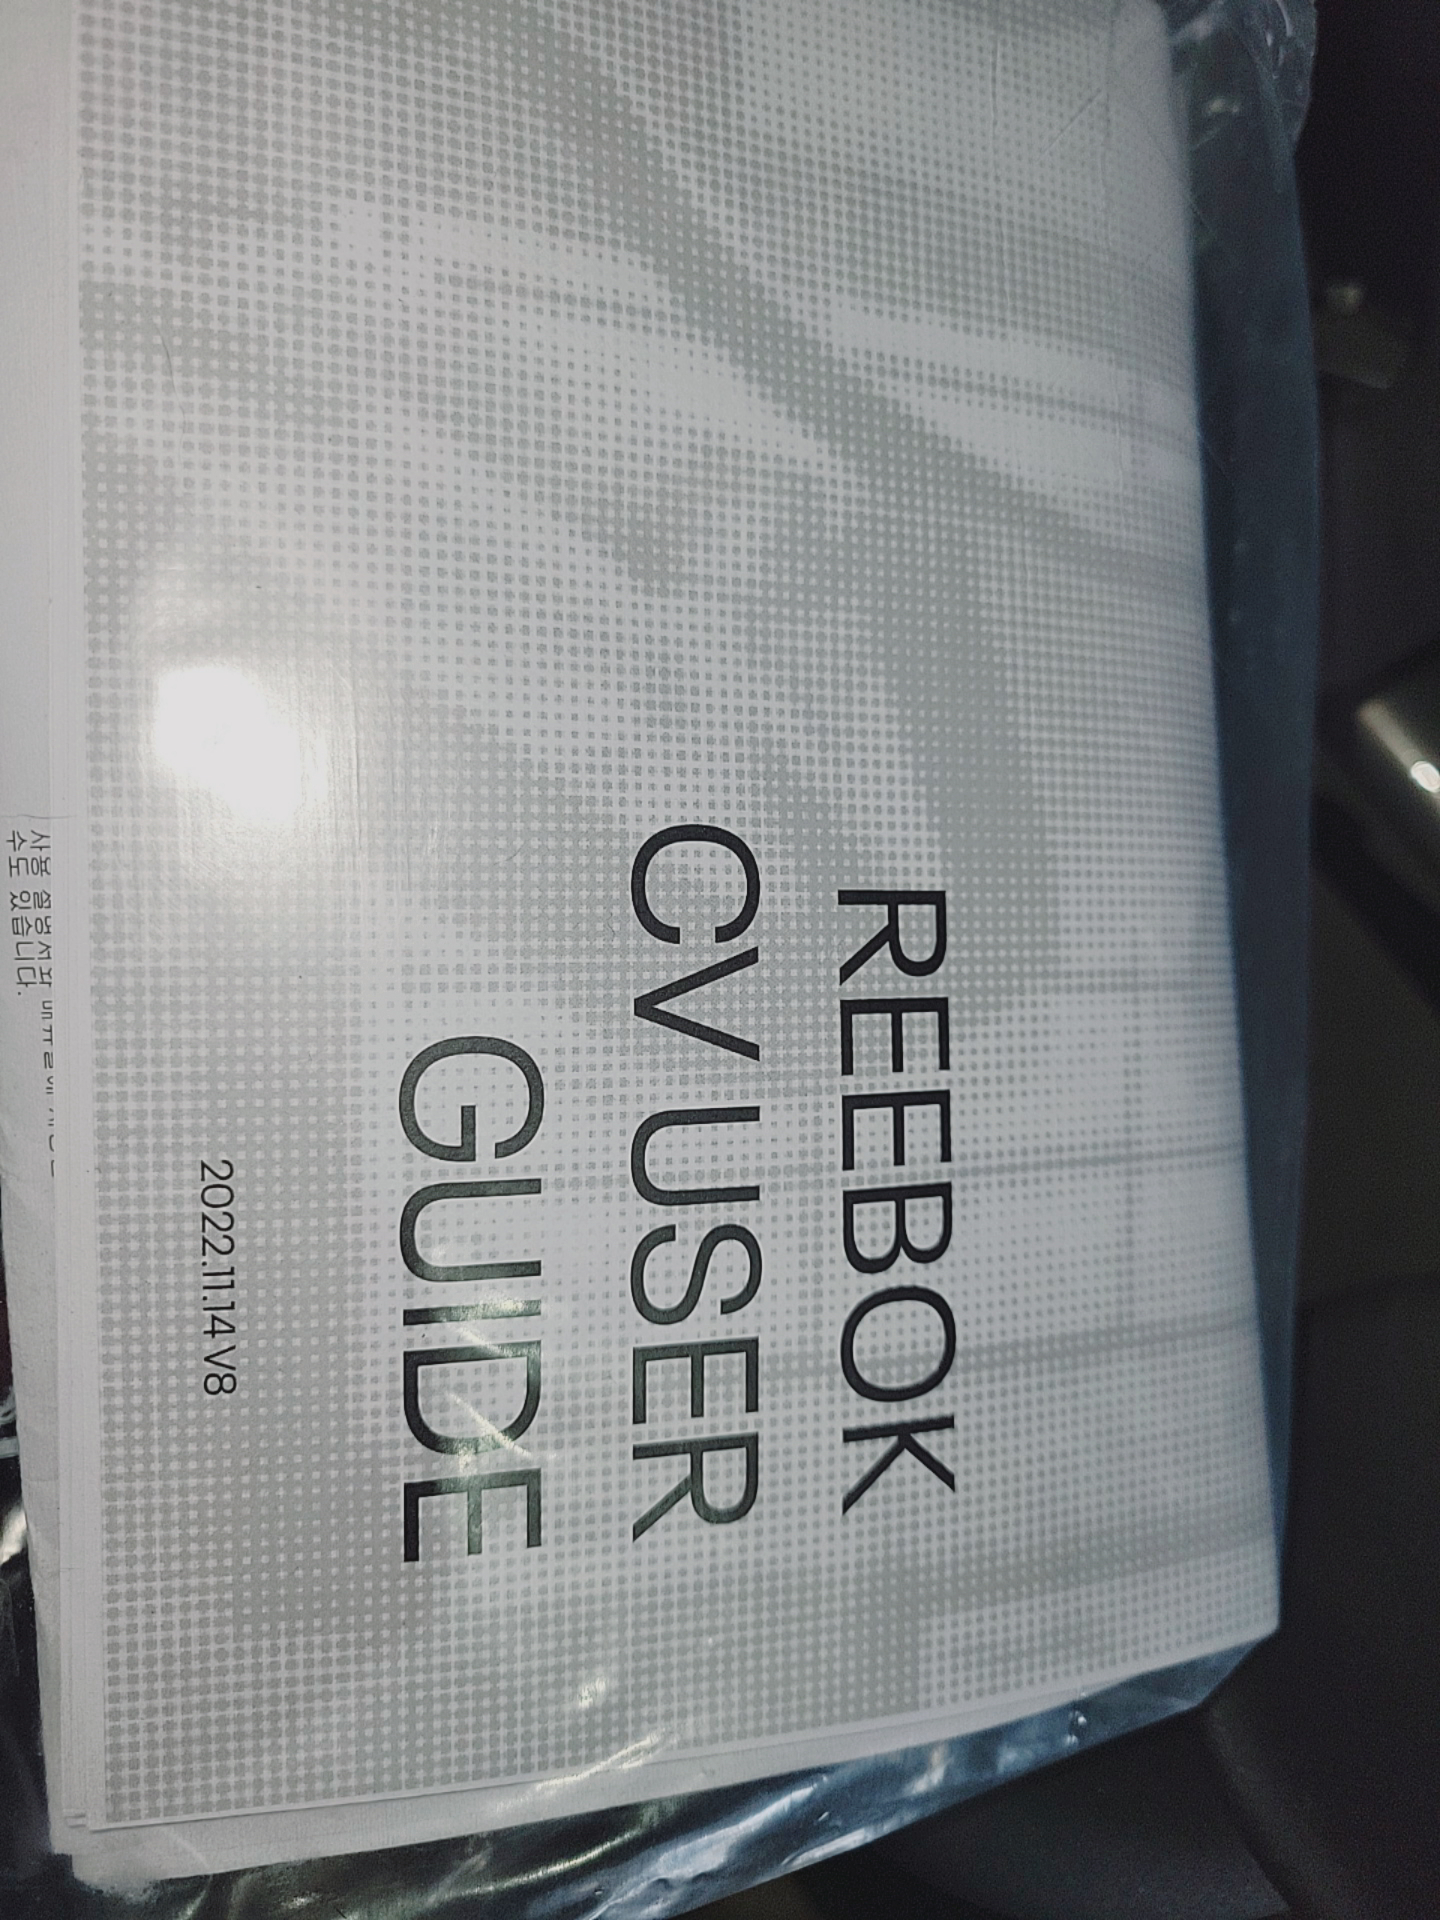 REEBOK
CV USER
GUIDE
2022.11.14 V8
사용 설명서와
수도 있습니다.